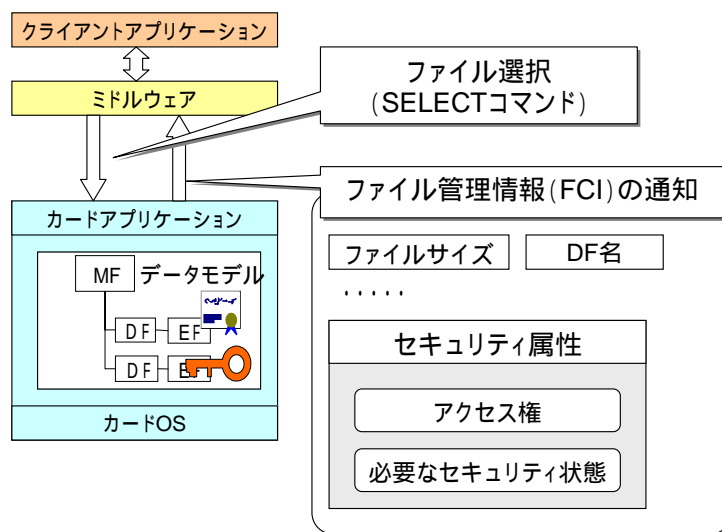 クライアントアプリケーション
ミドルウェア
ファイル選択
(SELECTコマンド)
ファイル管理情報(FCI)の通知
カードアプリケーション
MF
データモデル
DF
EF
DF
EF
カードOS
ファイルサイズ
DF名
・・・・・
セキュリティ属性
アクセス権
必要なセキュリティ状態